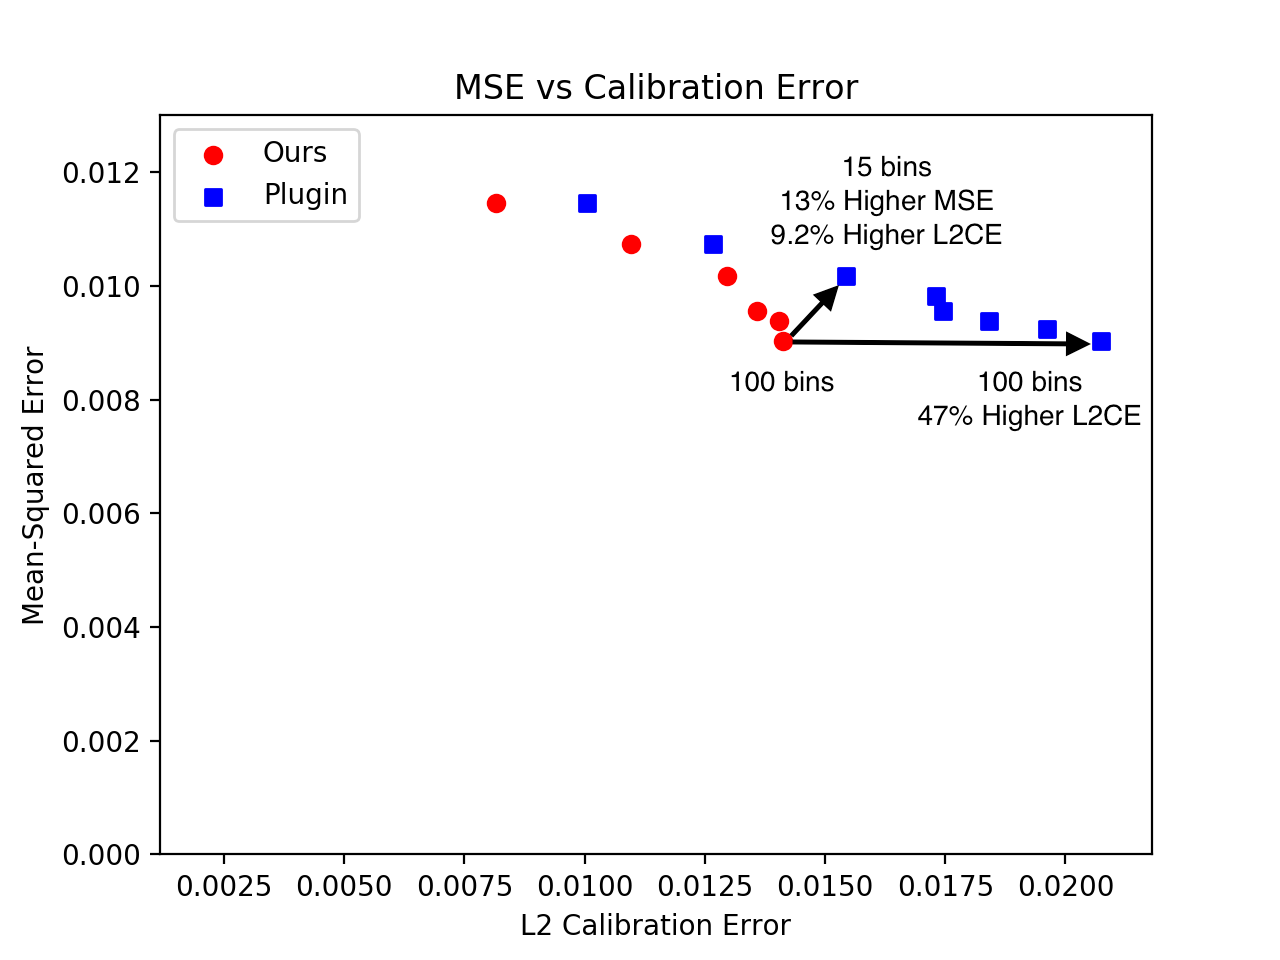 MSE vs Calibration Error
Ours
Plugin
15 bins
13% Higher MSE
9.2% Higher L2CE
100 bins
100 bins
47% Higher L2CE
Mean-Squared Error
0.012
0.010
0.008
0.006
0.004
0.002
0.000
0.0025 0.0050 0.0075 0.0100 0.0125 0.0150 0.0175 0.0200
L2 Calibration Error